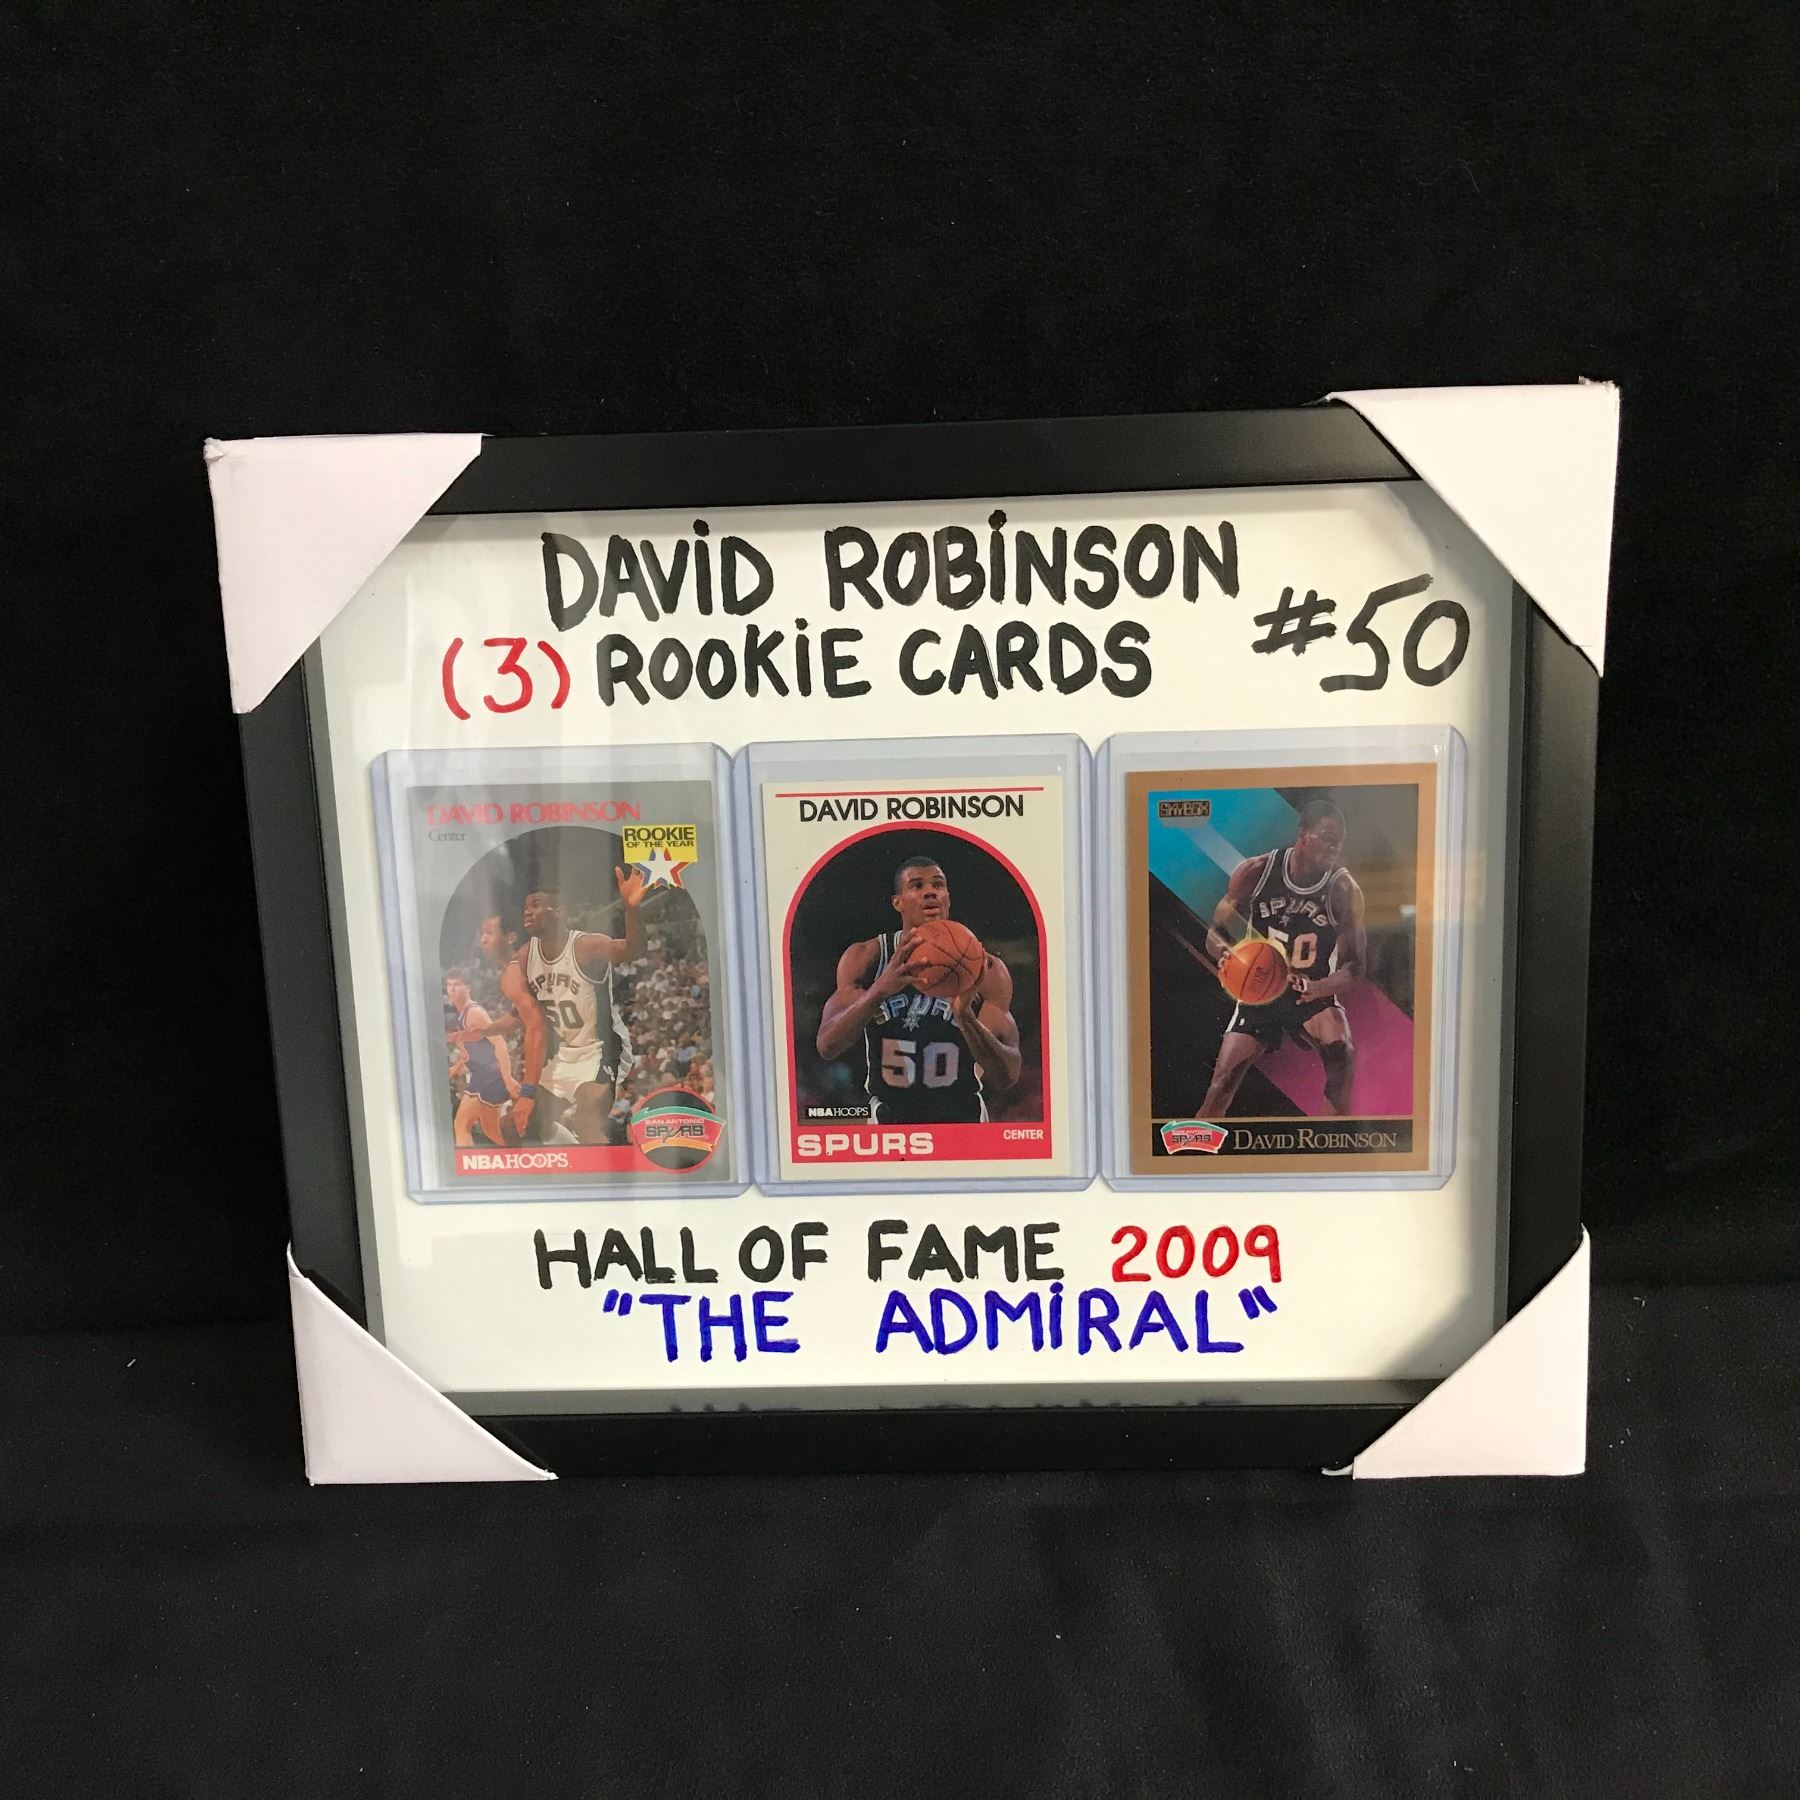 DAViD ROBiNSON
#50
(3) ROOKiE CARDS
DAVID ROBINSON
Center
ROOKIE
OF THE YEAR
SPURS
50
SAN ANTONIO
SPURS
NBA HOOPS
DAVID ROBINSON
SPURS
50
NBA HOOPS
SPURS
CENTER
SKYBOX
SPURS
50
SAN ANTONIO
SPURS
DAVID ROBINSON
HALL OF FAME 2009
"THE ADMiRAL"